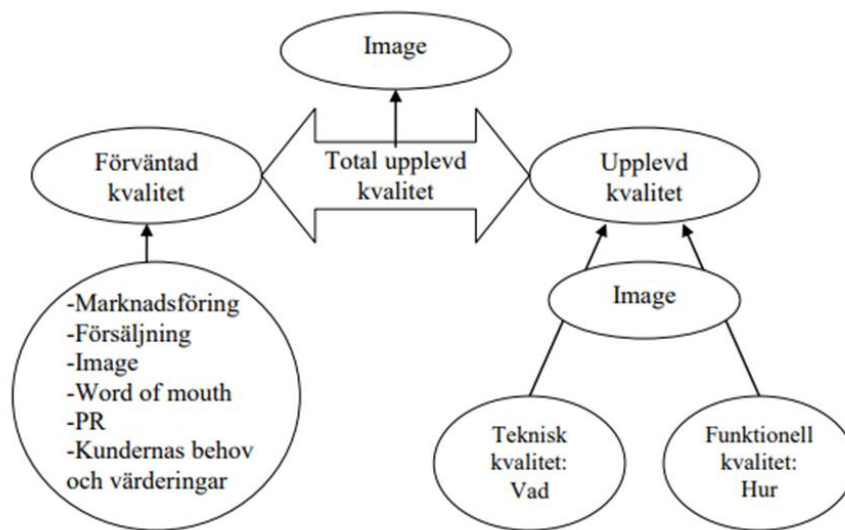 Image
Förväntad
kvalitet
Total upplevd
kvalitet
Upplevd
kvalitet
-Marknadsföring
-Försäljning
-Image
-Word of mouth
-PR
-Kundernas behov
och värderingar
Image
Teknisk
kvalitet:
Vad
Funktionell
kvalitet:
Hur